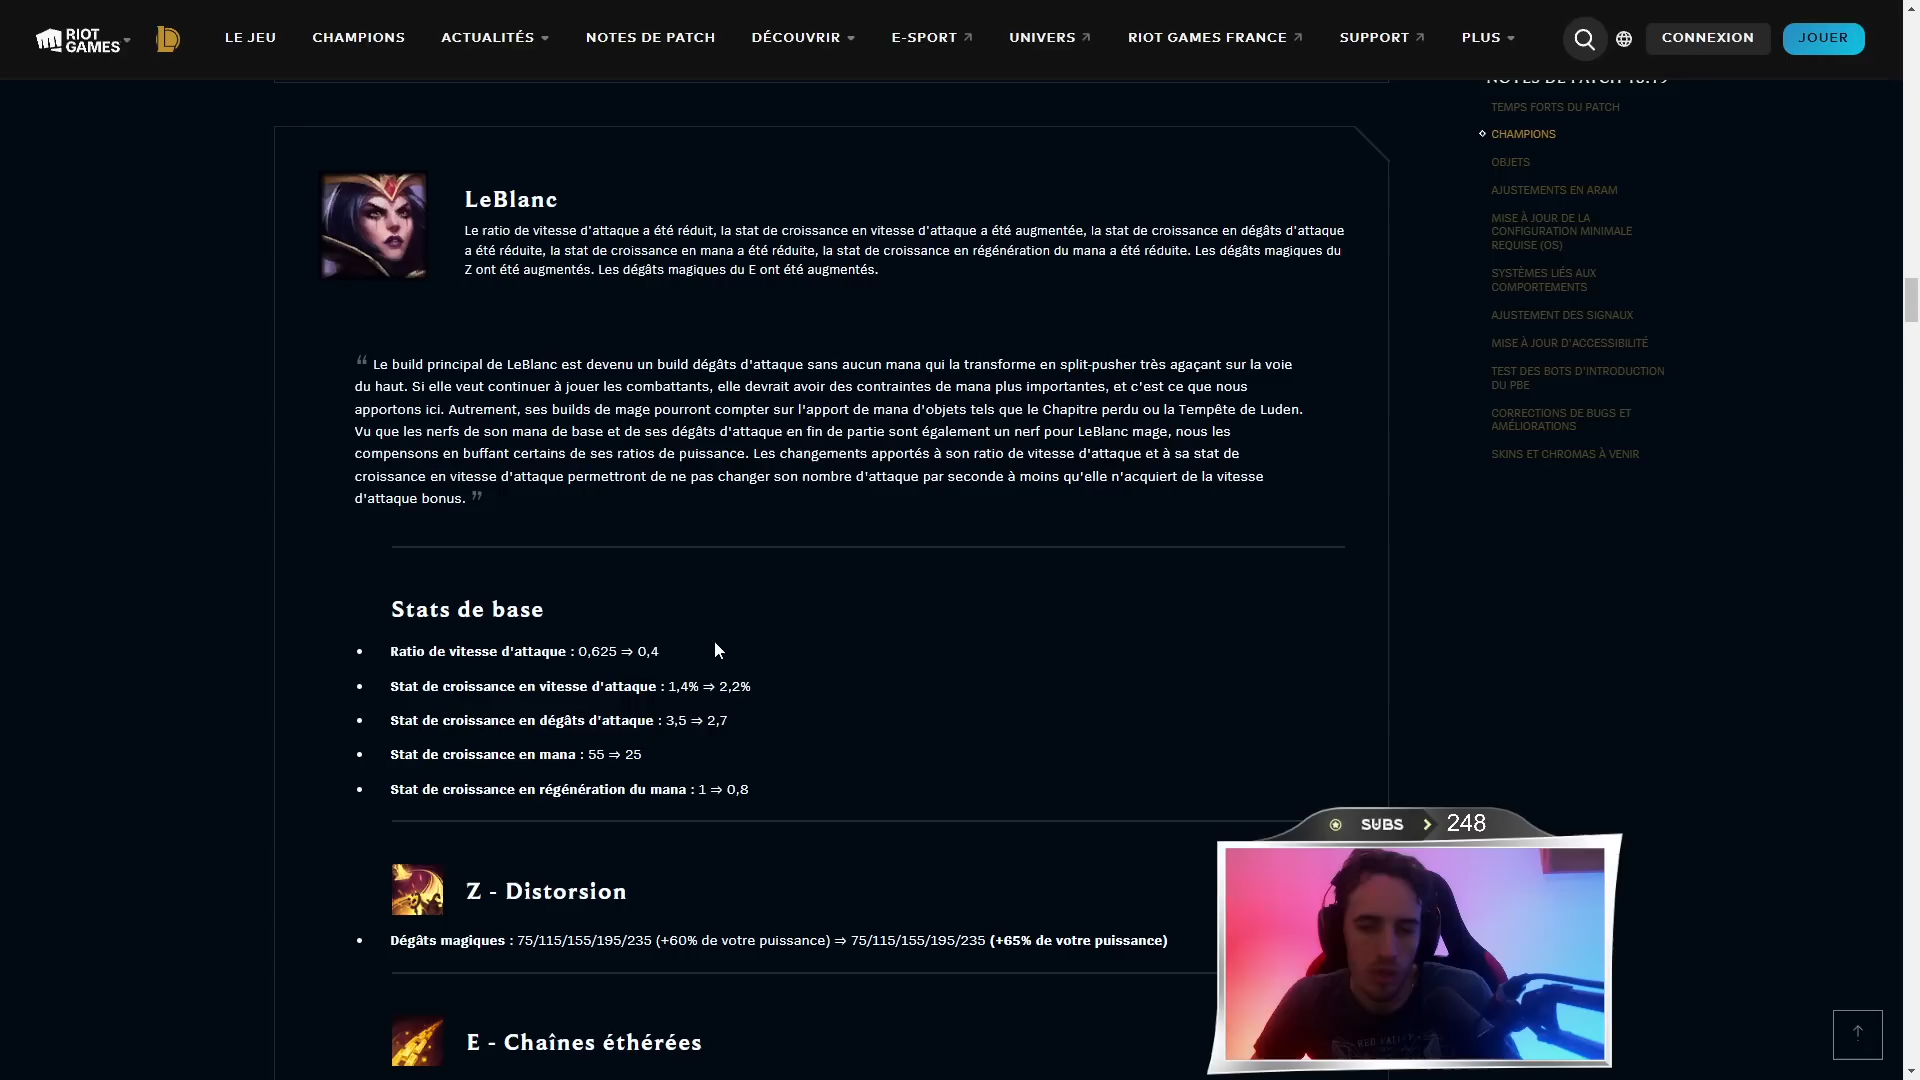 RIOT GAMES
LE JEU
CHAMPIONS
ACTUALITÉS
NOTES DE PATCH
DÉCOUVRIR
E-SPORT
UNIVERS
RIOT GAMES FRANCE
SUPPORT
PLUS
CONNEXION
JOUER
NOTES DE PATCH 13.19
TEMPS FORTS DU PATCH
CHAMPIONS
OBJETS
AJUSTEMENTS EN ARAM
MISE À JOUR DE LA
CONFIGURATION MINIMALE
REQUISE (OS)
SYSTÈMES LIÉS AUX
COMPORTEMENTS
AJUSTEMENT DES SIGNAUX
MISE À JOUR D'ACCESSIBILITÉ
TEST DES BOTS D'INTRODUCTION
DU PBE
CORRECTIONS DE BUGS ET
AMÉLIORATIONS
SKINS ET CHROMAS À VENIR
LeBlanc
Le ratio de vitesse d'attaque a été réduit, la stat de croissance en vitesse d'attaque a été augmentée, la stat de croissance en dégâts d'attaque
a été réduite, la stat de croissance en mana a été réduite, la stat de croissance en régénération du mana a été réduite. Les dégâts magiques du
Z ont été augmentés. Les dégâts magiques du E ont été augmentés.
“ Le build principal de LeBlanc est devenu un build dégâts d'attaque sans aucun mana qui la transforme en split-pusher très agaçant sur la voie
du haut. Si elle veut continuer à jouer les combattants, elle devrait avoir des contraintes de mana plus importantes, et c'est ce que nous
apportons ici. Autrement, ses builds de mage pourront compter sur l'apport de mana d'objets tels que le Chapitre perdu ou la Tempête de Luden.
Vu que les nerfs de son mana de base et de ses dégâts d'attaque en fin de partie sont également un nerf pour LeBlanc mage, nous les
compensons en buffant certains de ses ratios de puissance. Les changements apportés à son ratio de vitesse d'attaque et à sa stat de
croissance en vitesse d'attaque permettront de ne pas changer son nombre d'attaque par seconde à moins qu'elle n'acquiert de la vitesse
d'attaque bonus. ”
Stats de base
• Ratio de vitesse d'attaque : 0,625 ⇒ 0,4
• Stat de croissance en vitesse d'attaque : 1,4% ⇒ 2,2%
• Stat de croissance en dégâts d'attaque : 3,5 ⇒ 2,7
• Stat de croissance en mana : 55 ⇒ 25
• Stat de croissance en régénération du mana : 1 ⇒ 0,8
Z - Distorsion
• Dégâts magiques : 75/115/155/195/235 (+60% de votre puissance) ⇒ 75/115/155/195/235 (+65% de votre puissance)
E - Chaînes éthérées
SUBS > 248